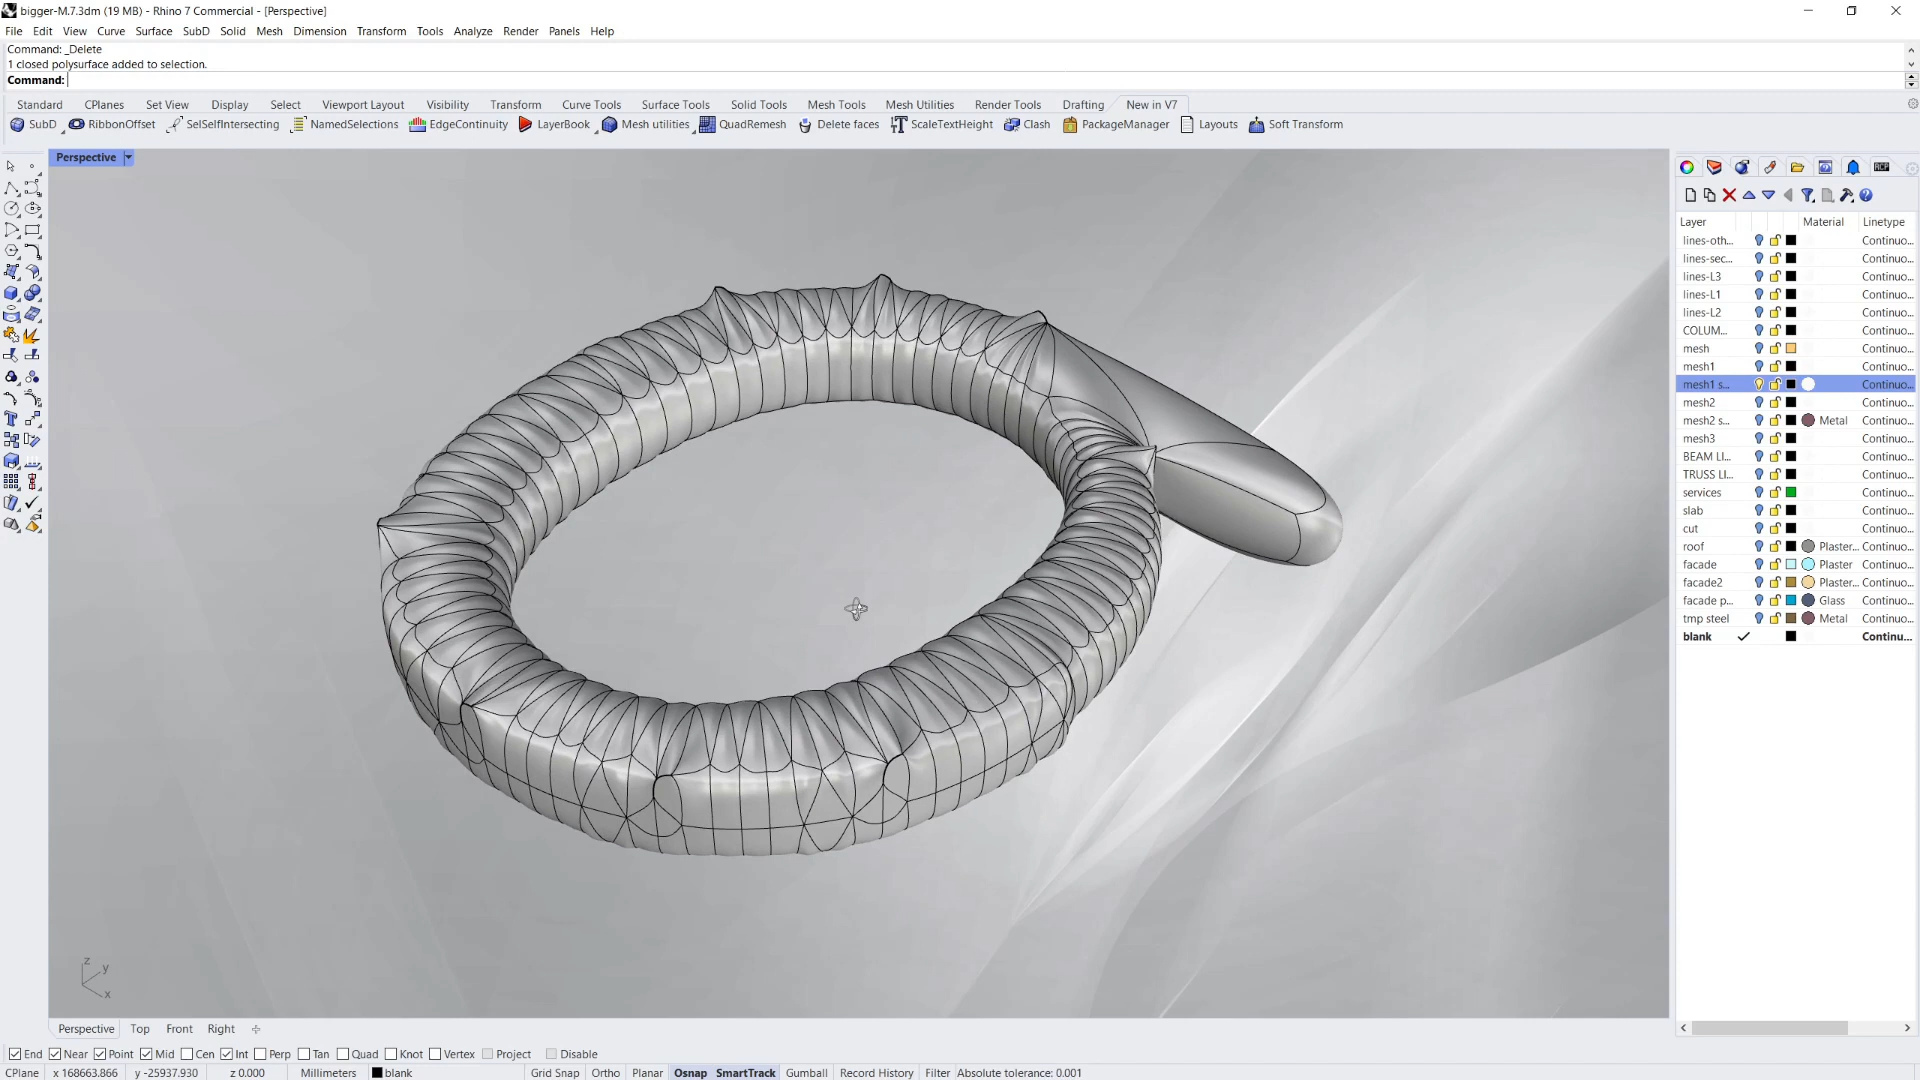 bigger-M.7.3dm (19 MB) - Rhino 7 Commercial - [Perspective]
File Edit View Curve Surface SubD Solid Mesh Dimension Transform Tools Analyze Render Panels Help
Command: _Delete
1 closed polysurface added to selection.
Command:
Standard CPlanes Set View Display Select Viewport Layout Visibility Transform Curve Tools Surface Tools Solid Tools Mesh Tools Mesh Utilities Render Tools Drafting New in V7
SubD RibbonOffset SelSelfIntersecting NamedSelections EdgeContinuity LayerBook Mesh utilities QuadRemesh Delete faces ScaleTextHeight Clash PackageManager Layouts Soft Transform
Perspective
Layer Material Linetype
lines-oth... Continuo...
lines-sec... Continuo...
lines-L3 Continuo...
lines-L1 Continuo...
lines-L2 Continuo...
COLUM... Continuo...
mesh Continuo...
mesh1 Continuo...
mesh1 s... Continuo...
mesh2 Continuo...
mesh2 s... Metal Continuo...
mesh3 Continuo...
BEAM LI... Continuo...
TRUSS LI... Continuo...
services Continuo...
slab Continuo...
cut Continuo...
roof Plaster... Continuo...
facade Plaster Continuo...
facade2 Plaster... Continuo...
facade p... Glass Continuo...
tmp steel Metal Continuo...
blank Continu...
z
y
x
Perspective Top Front Right
End Near Point Mid Cen Int Perp Tan Quad Knot Vertex Project Disable
CPlane x 168663.866 y -25937.930 z 0.000 Millimeters blank Grid Snap Ortho Planar Osnap SmartTrack Gumball Record History Filter Absolute tolerance: 0.001